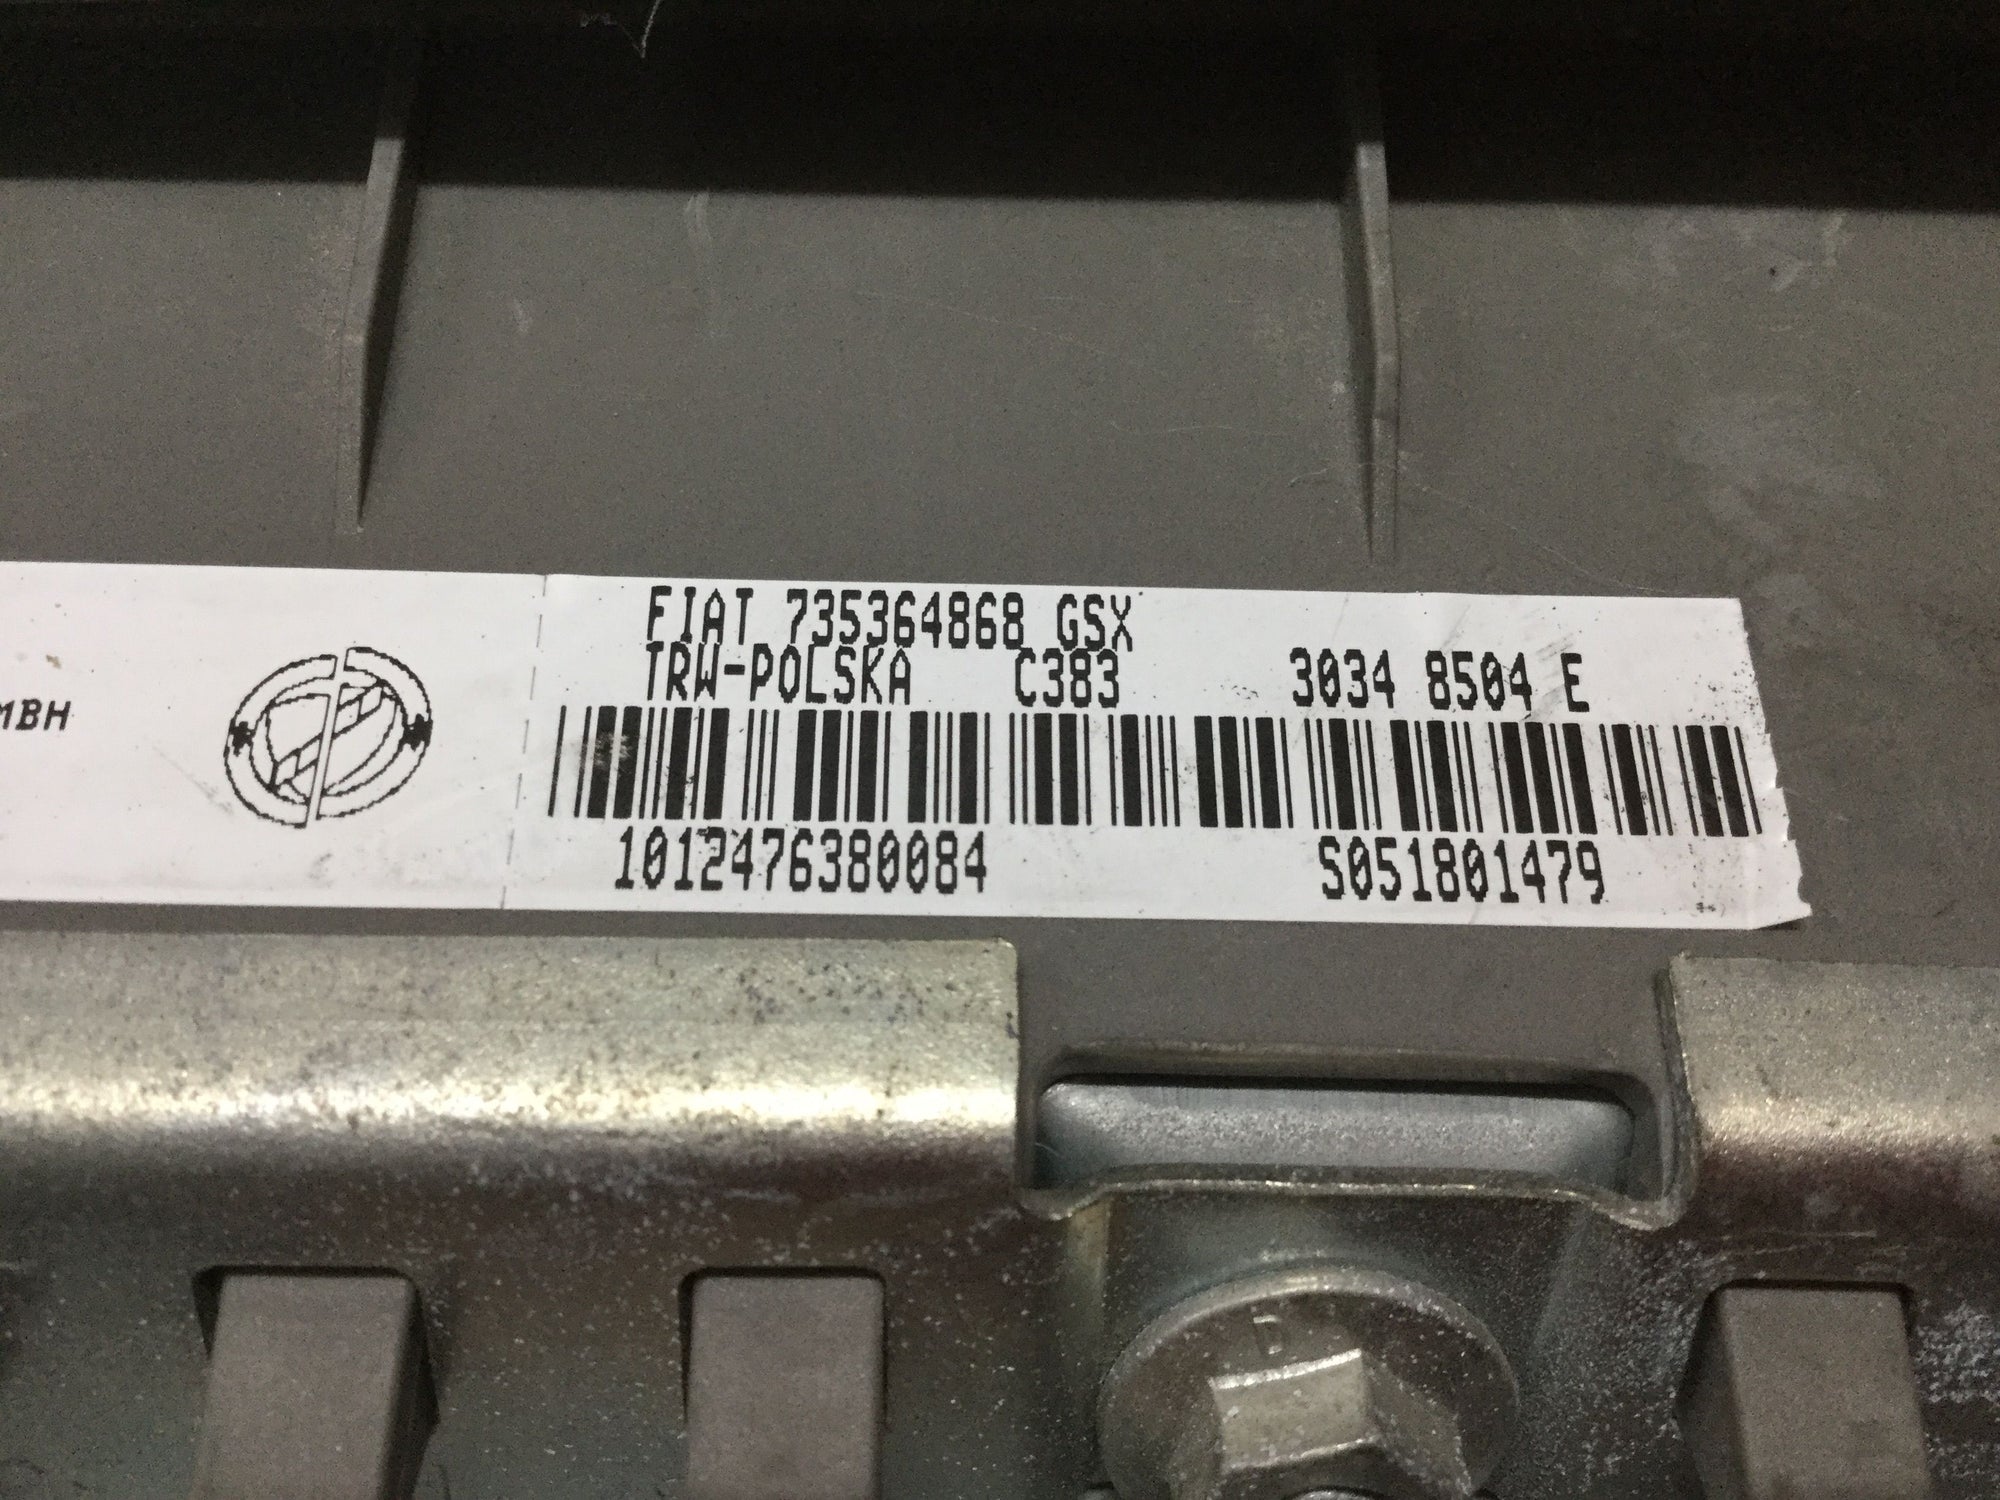 FIAT 735364868 GSX
TRW-POLSKA C383 3034 8504 E
MBH
1012476380084 S051801479
D